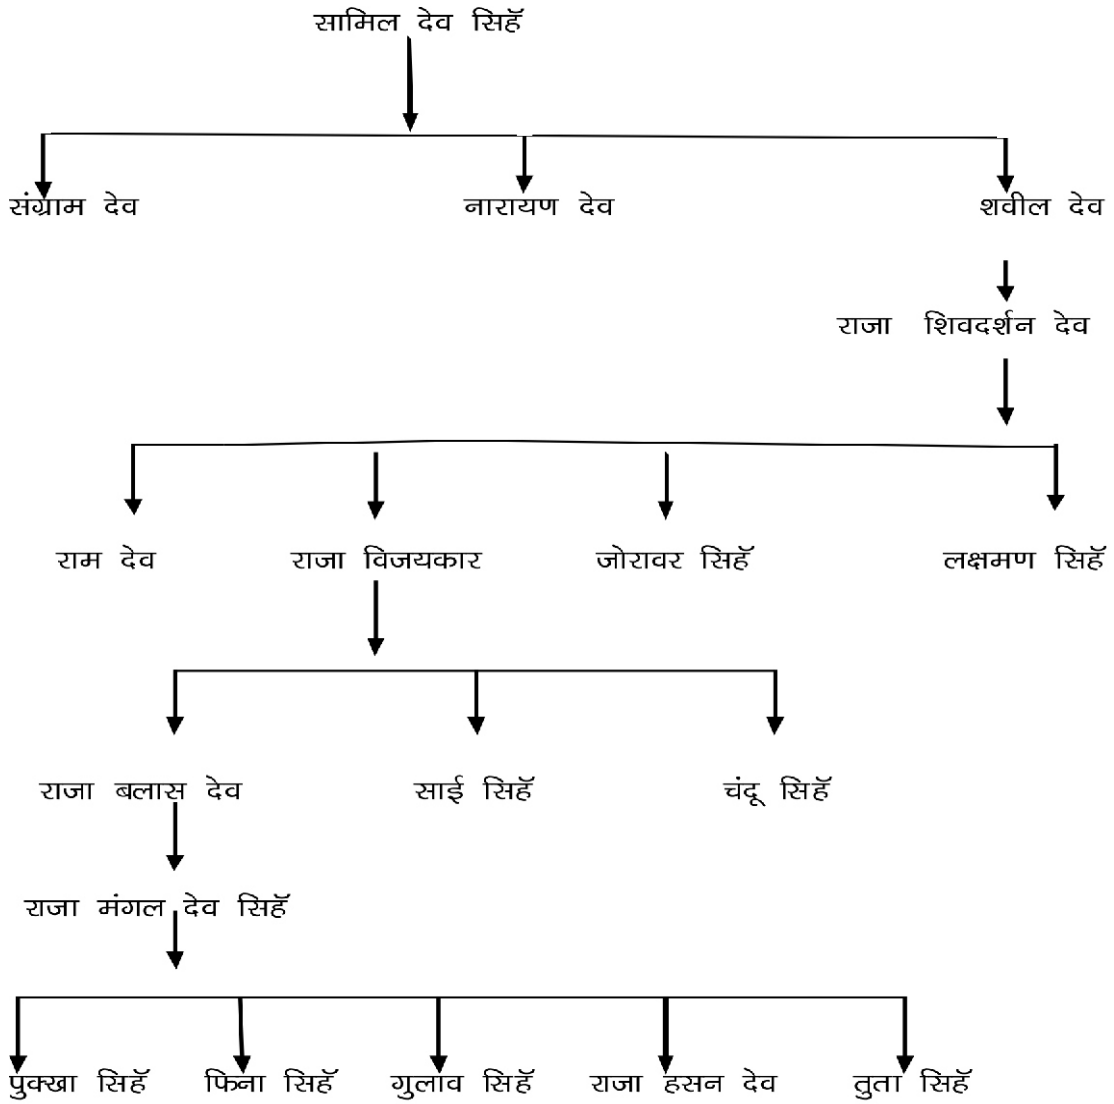 सामिल देव सिहॅ
संग्राम देव नारायण देव शवील देव
राजा शिवदर्शन देव
राम देव राजा विजयकार जोरावर सिहॅ लक्षमण सिहॅ
राजा बलास देव साई सिहॅ चंदू सिहॅ
राजा मंगल देव सिहॅ
पुक्खा सिहॅ फिना सिहॅ गुलाव सिहॅ राजा हसन देव तुता सिहॅ